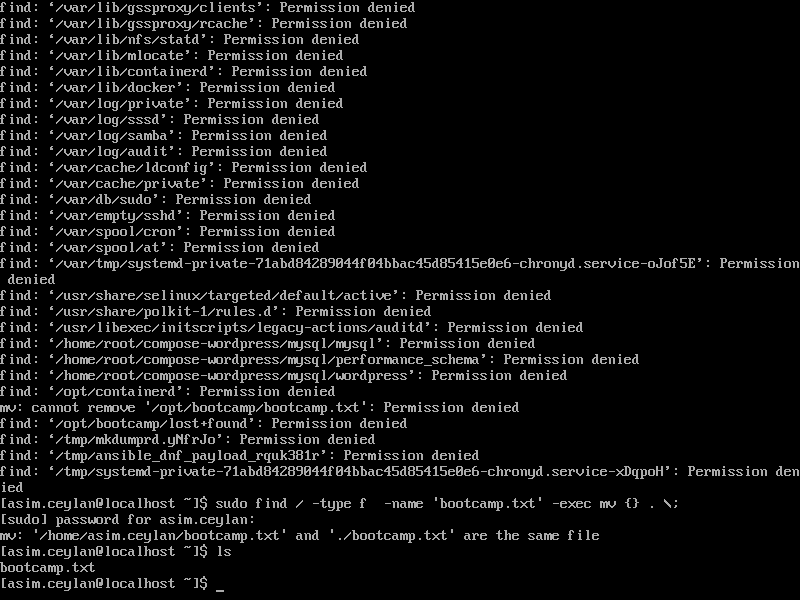 find: ‘/var/lib/gssproxy/clients’: Permission denied
find: ‘/var/lib/gssproxy/rcache’: Permission denied
find: ‘/var/lib/nfs/statd’: Permission denied
find: ‘/var/lib/mlocate’: Permission denied
find: ‘/var/lib/containerd’: Permission denied
find: ‘/var/lib/docker’: Permission denied
find: ‘/var/log/private’: Permission denied
find: ‘/var/log/sssd’: Permission denied
find: ‘/var/log/samba’: Permission denied
find: ‘/var/log/audit’: Permission denied
find: ‘/var/cache/ldconfig’: Permission denied
find: ‘/var/cache/private’: Permission denied
find: ‘/var/db/sudo’: Permission denied
find: ‘/var/empty/sshd’: Permission denied
find: ‘/var/spool/cron’: Permission denied
find: ‘/var/spool/at’: Permission denied
find: ‘/var/tmp/systemd-private-71abd84289044f04bbac45d85415e0e6-chronyd.service-oJof5E’: Permission
 denied
find: ‘/usr/share/selinux/targeted/default/active’: Permission denied
find: ‘/usr/share/polkit-1/rules.d’: Permission denied
find: ‘/usr/libexec/initscripts/legacy-actions/auditd’: Permission denied
find: ‘/home/root/compose-wordpress/mysql/mysql’: Permission denied
find: ‘/home/root/compose-wordpress/mysql/performance_schema’: Permission denied
find: ‘/home/root/compose-wordpress/mysql/wordpress’: Permission denied
find: ‘/opt/containerd’: Permission denied
mv: cannot remove '/opt/bootcamp/bootcamp.txt': Permission denied
find: ‘/opt/bootcamp/lost+found’: Permission denied
find: ‘/tmp/mkdumprd.yNfrJo’: Permission denied
find: ‘/tmp/ansible_dnf_payload_rquk381r’: Permission denied
find: ‘/tmp/systemd-private-71abd84289044f04bbac45d85415e0e6-chronyd.service-xDqpoH’: Permission den
ied
[asim.ceylan@localhost ~]$ sudo find / -type f  -name 'bootcamp.txt' -exec mv {} . \;
[sudo] password for asim.ceylan:
mv: '/home/asim.ceylan/bootcamp.txt' and './bootcamp.txt' are the same file
[asim.ceylan@localhost ~]$ ls
bootcamp.txt
[asim.ceylan@localhost ~]$ _